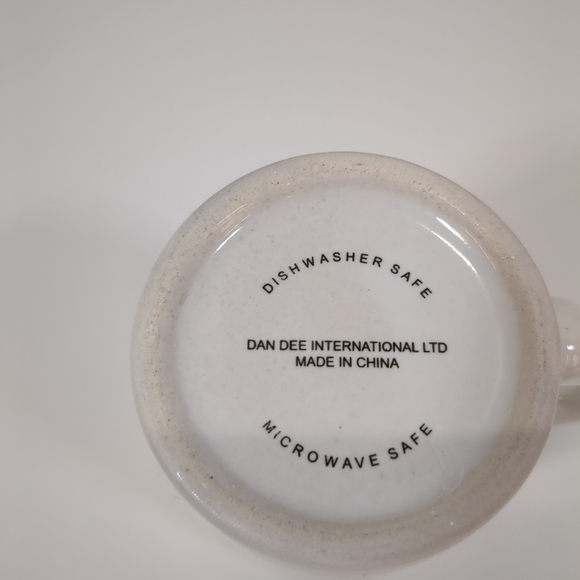 DISHWASHER SAFE
DAN DEE INTERNATIONAL LTD
MADE IN CHINA
MICROWAVE SAFE